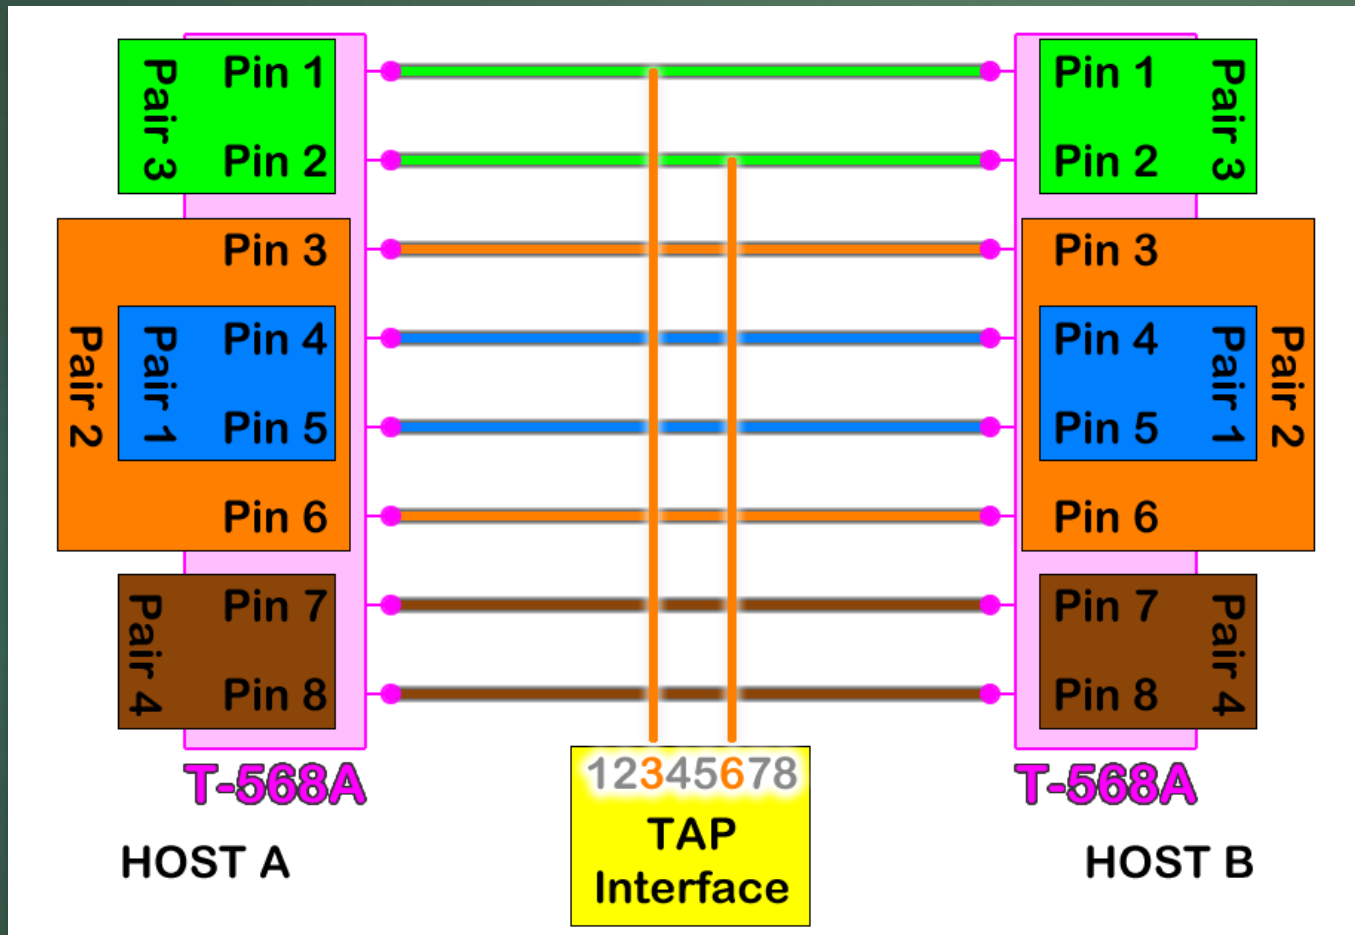 Pair 3
Pin 1
Pin 2
Pair 2
Pin 3
Pair 1
Pin 4
Pin 5
Pin 6
Pair 4
Pin 7
Pin 8
T-568A
HOST A
12345678
TAP
Interface
Pin 1
Pin 2
Pair 3
Pin 3
Pin 4
Pin 5
Pair 1
Pair 2
Pin 6
Pin 7
Pin 8
Pair 4
T-568A
HOST B